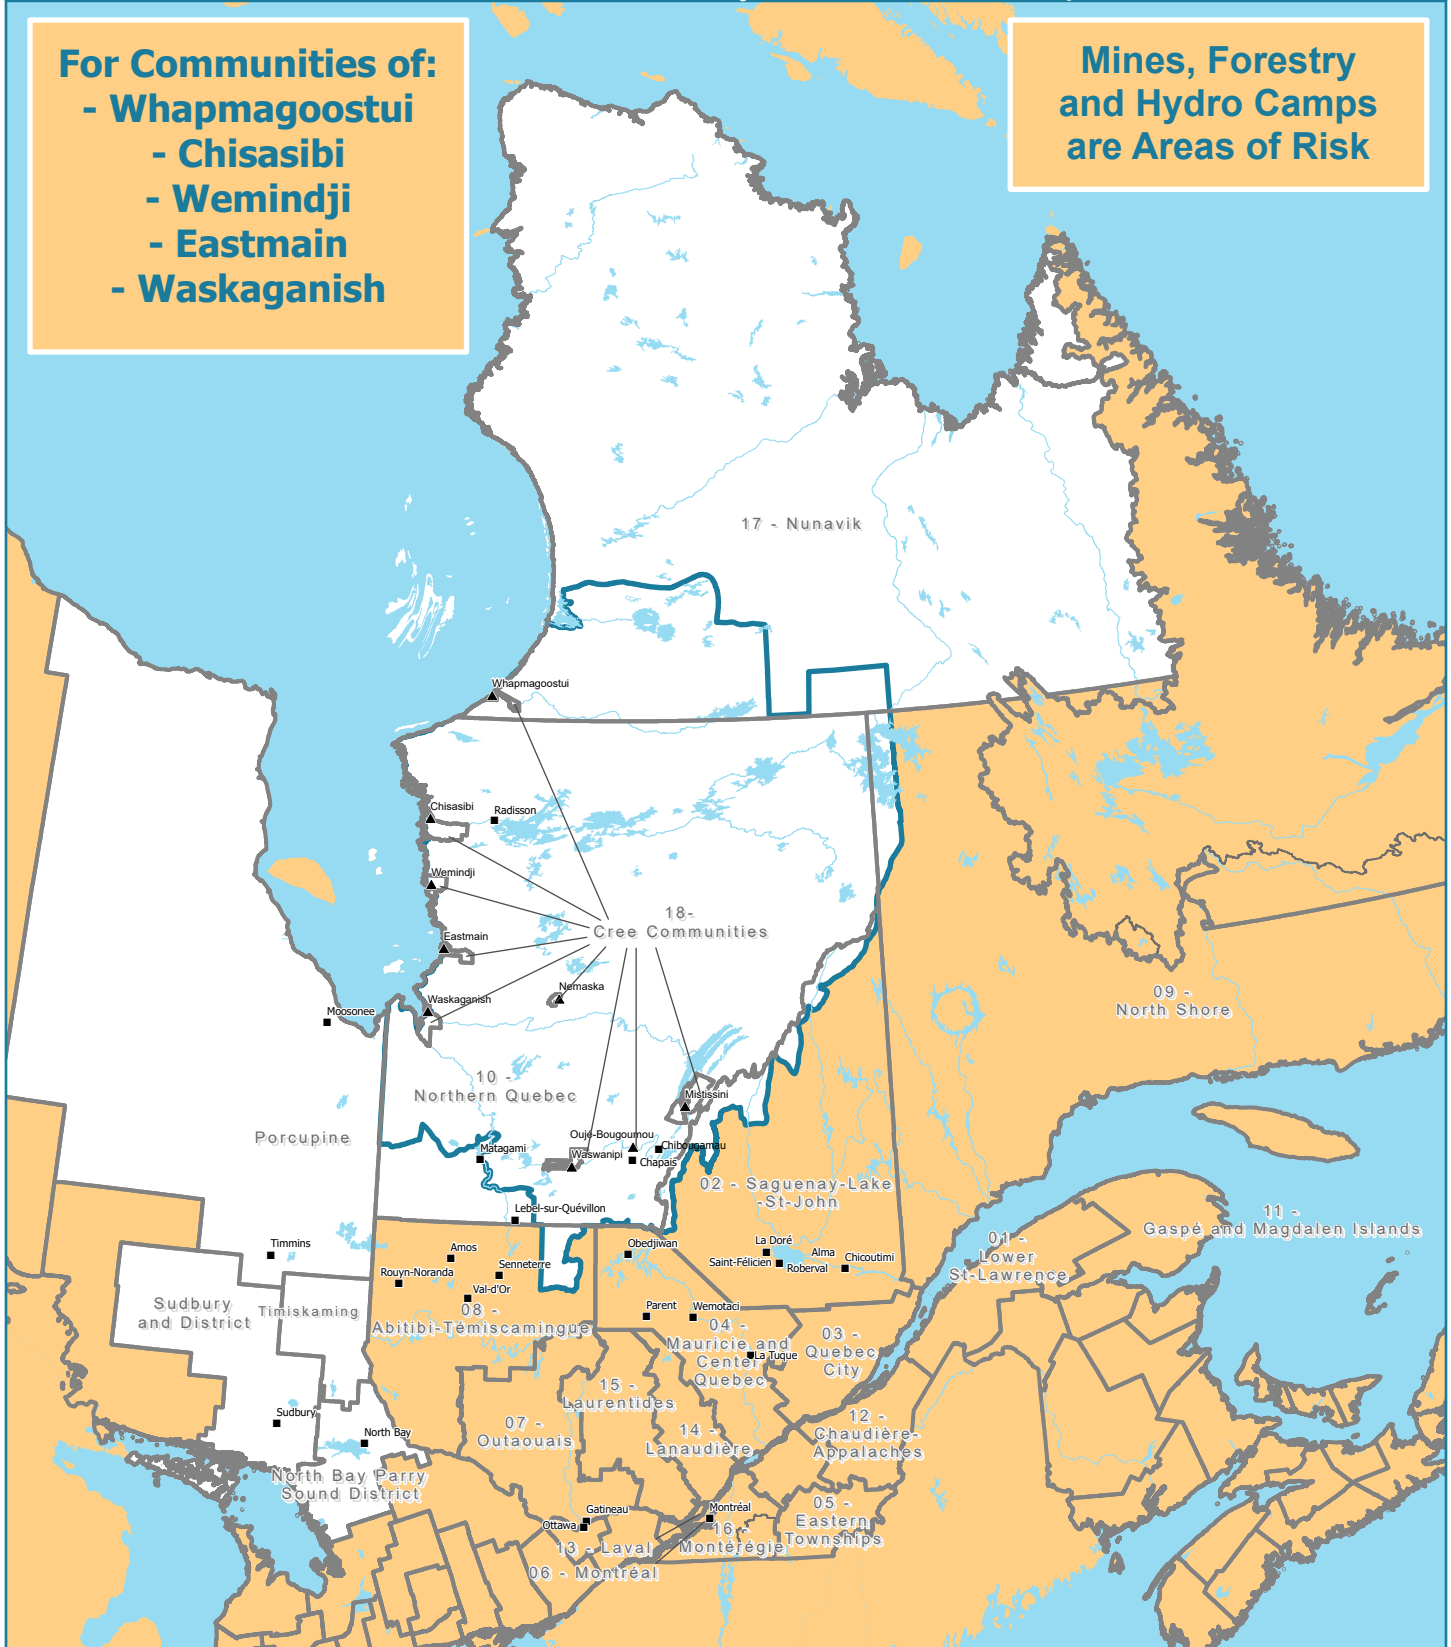 For Communities of:
- Whapmagoostui
- Chisasibi
- Wemindji
- Eastmain
- Waskaganish
Mines, Forestry
and Hydro Camps
are Areas of Risk
17 - Nunavik
Whapmagoostui
Chisasibi
Radisson
Wemindji
18-
Cree Communities
Eastmain
Nemaska
Waskaganish
Moosonee
09 -
North Shore
10 -
Northern Quebec
Mistissini
Porcupine
Oujé-Bougoumou
Chibougamau
Matagami
Waswanipi
Chapais
02 - Saguenay-Lake
-St-John
Lebel-sur-Quévillon
11 -
Gaspé and Magdalen Islands
01 -
Lower
St-Lawrence
Timmins
Amos
Obedjiwan
La Doré
Alma
Chicoutimi
Saint-Félicien
Roberval
Rouyn-Noranda
Senneterre
Val-d'Or
Sudbury
and District
Timiskaming
08 -
Abitibi-Témiscamingue
Parent
Wemotaci
04 -
Mauricie and
Center
Quebec
La Tuque
03 -
Quebec
City
15 -
Laurentides
07 -
Outaouais
14 -
Lanaudière
12 -
Chaudière-
Appalaches
Sudbury
North Bay
North Bay Parry
Sound District
Gatineau
Ottawa
Montréal
05 -
Eastern
Townships
16 -
Montérégie
13 - Laval
06 - Montréal